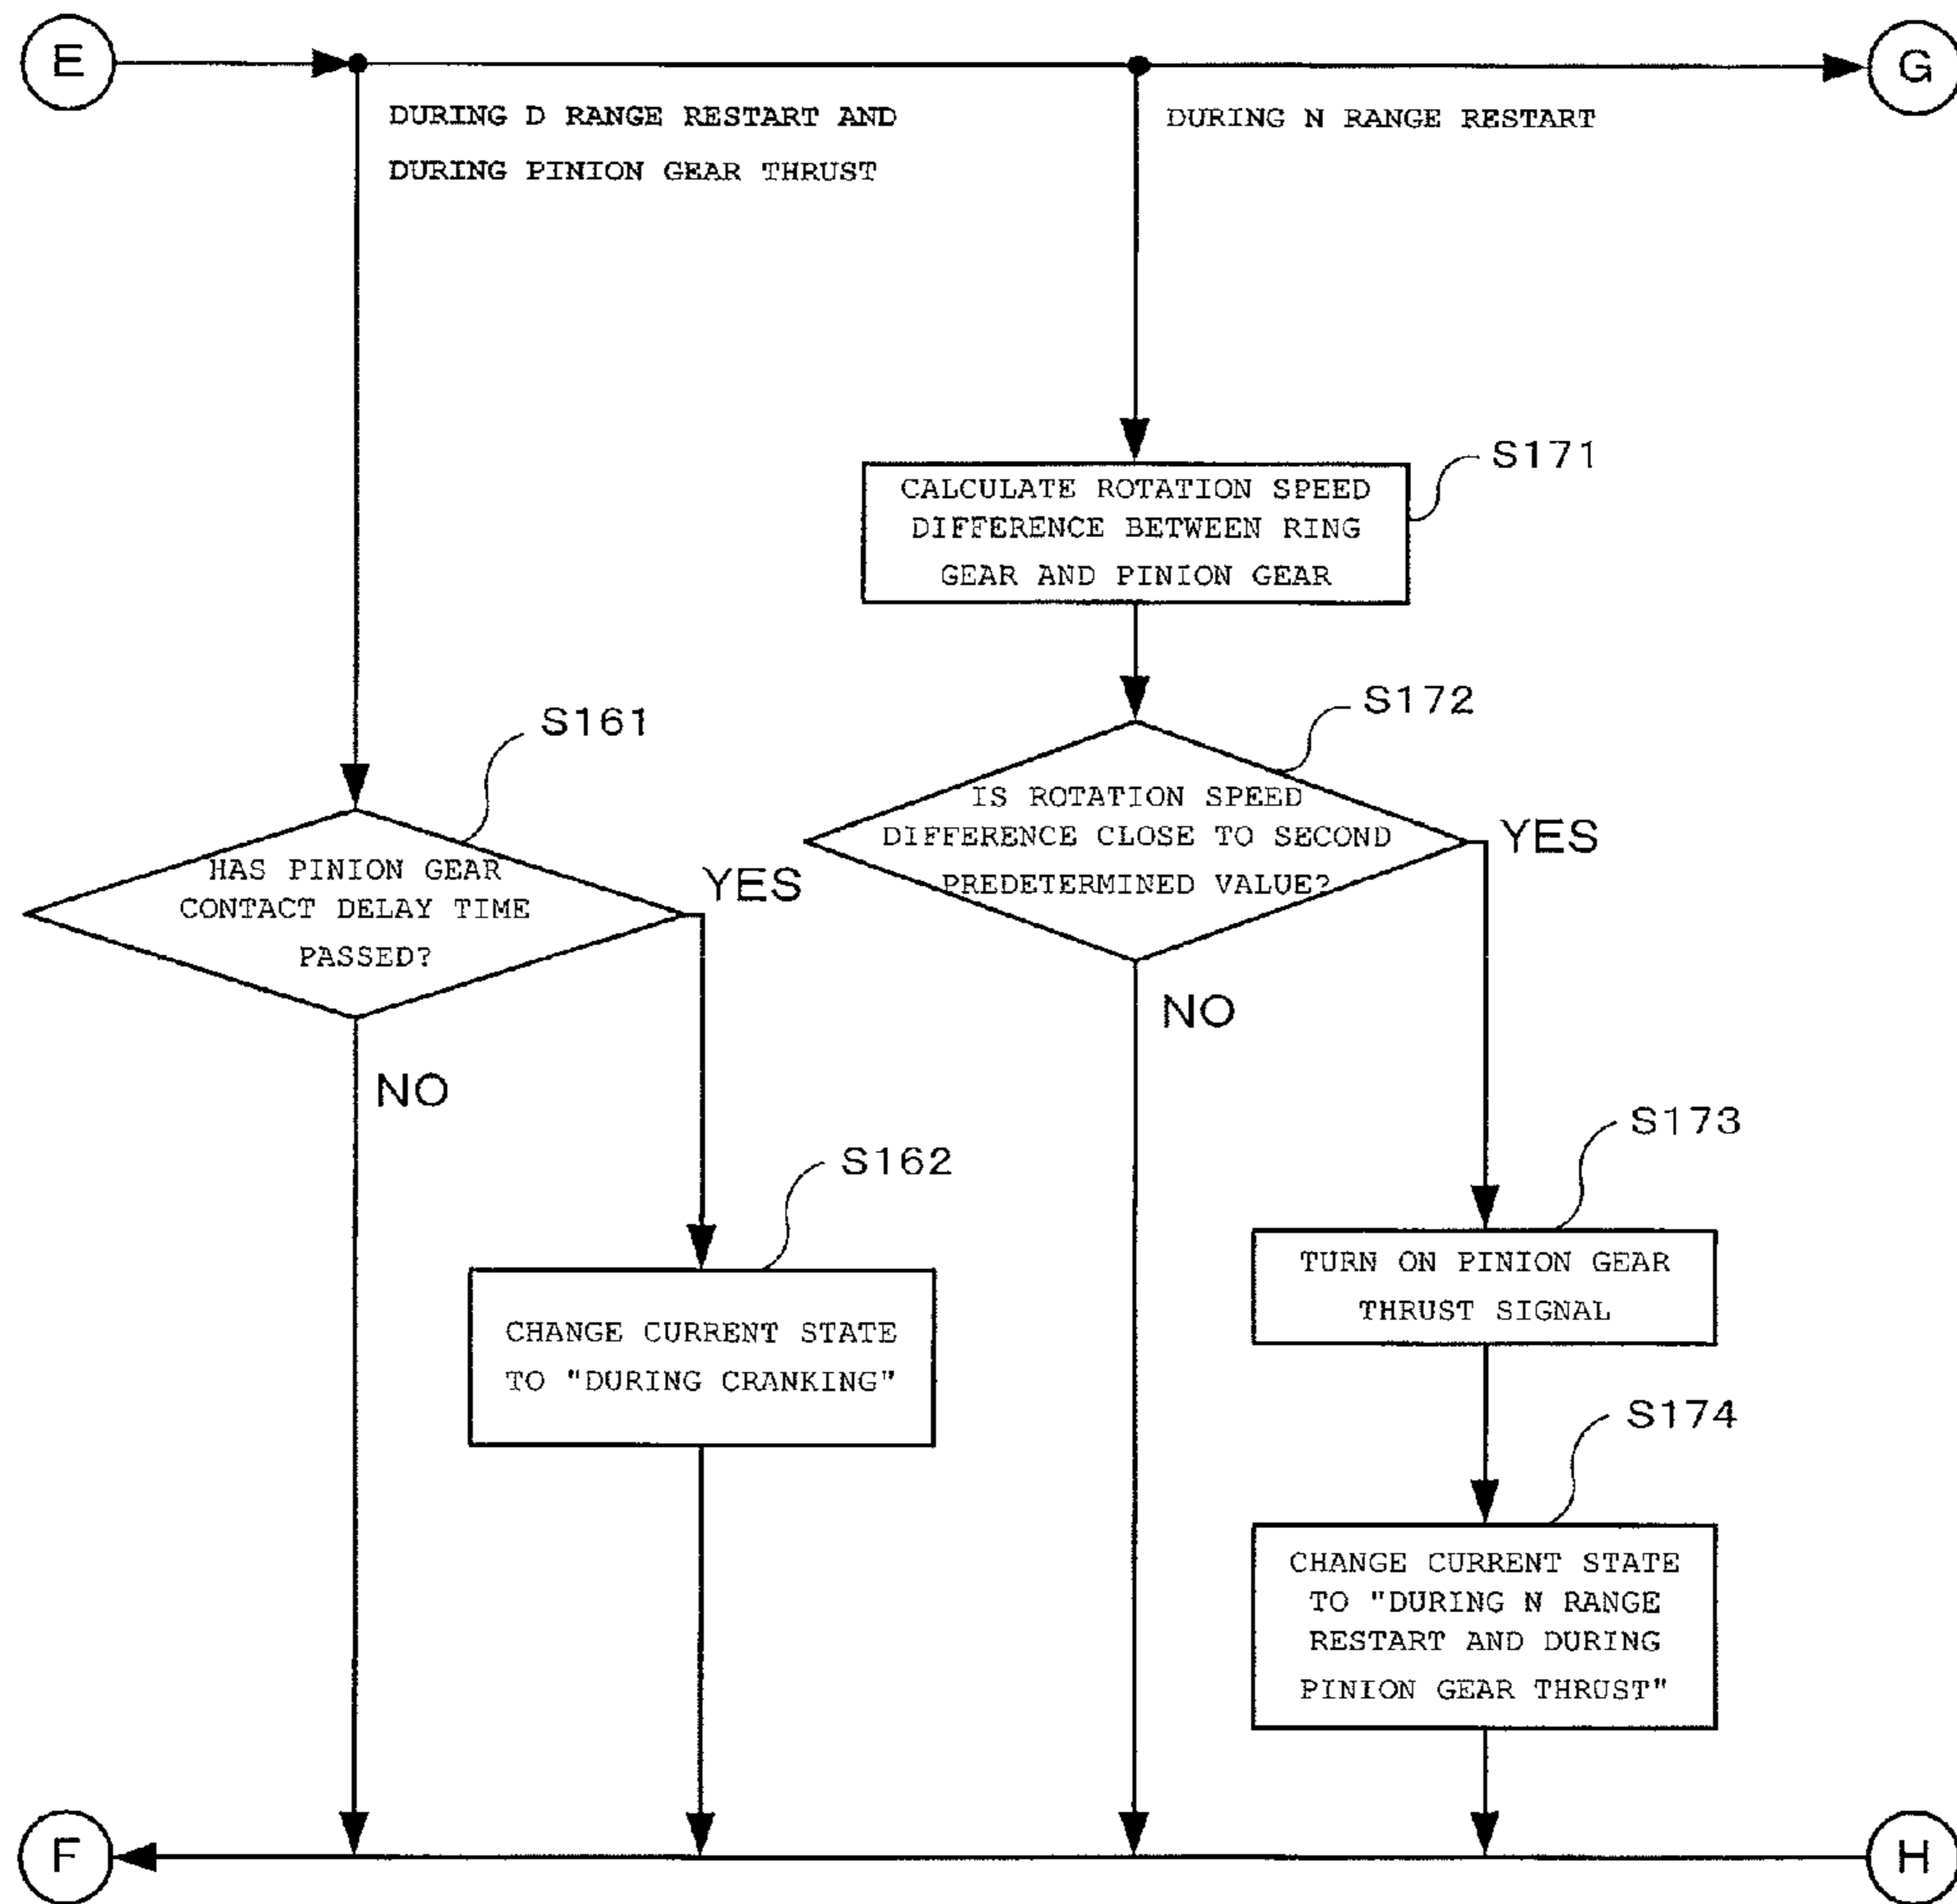 E
G
DURING D RANGE RESTART AND
DURING PINION GEAR THRUST
DURING N RANGE RESTART
S171
CALCULATE ROTATION SPEED
DIFFERENCE BETWEEN RING
GEAR AND PINION GEAR
S161
S172
HAS PINION GEAR
CONTACT DELAY TIME
PASSED?
YES
NO
IS ROTATION SPEED
DIFFERENCE CLOSE TO SECOND
PREDETERMINED VALUE?
YES
NO
S162
CHANGE CURRENT STATE
TO "DURING CRANKING"
S173
TURN ON PINION GEAR
THRUST SIGNAL
S174
CHANGE CURRENT STATE
TO "DURING N RANGE
RESTART AND DURING
PINION GEAR THRUST"
F
H